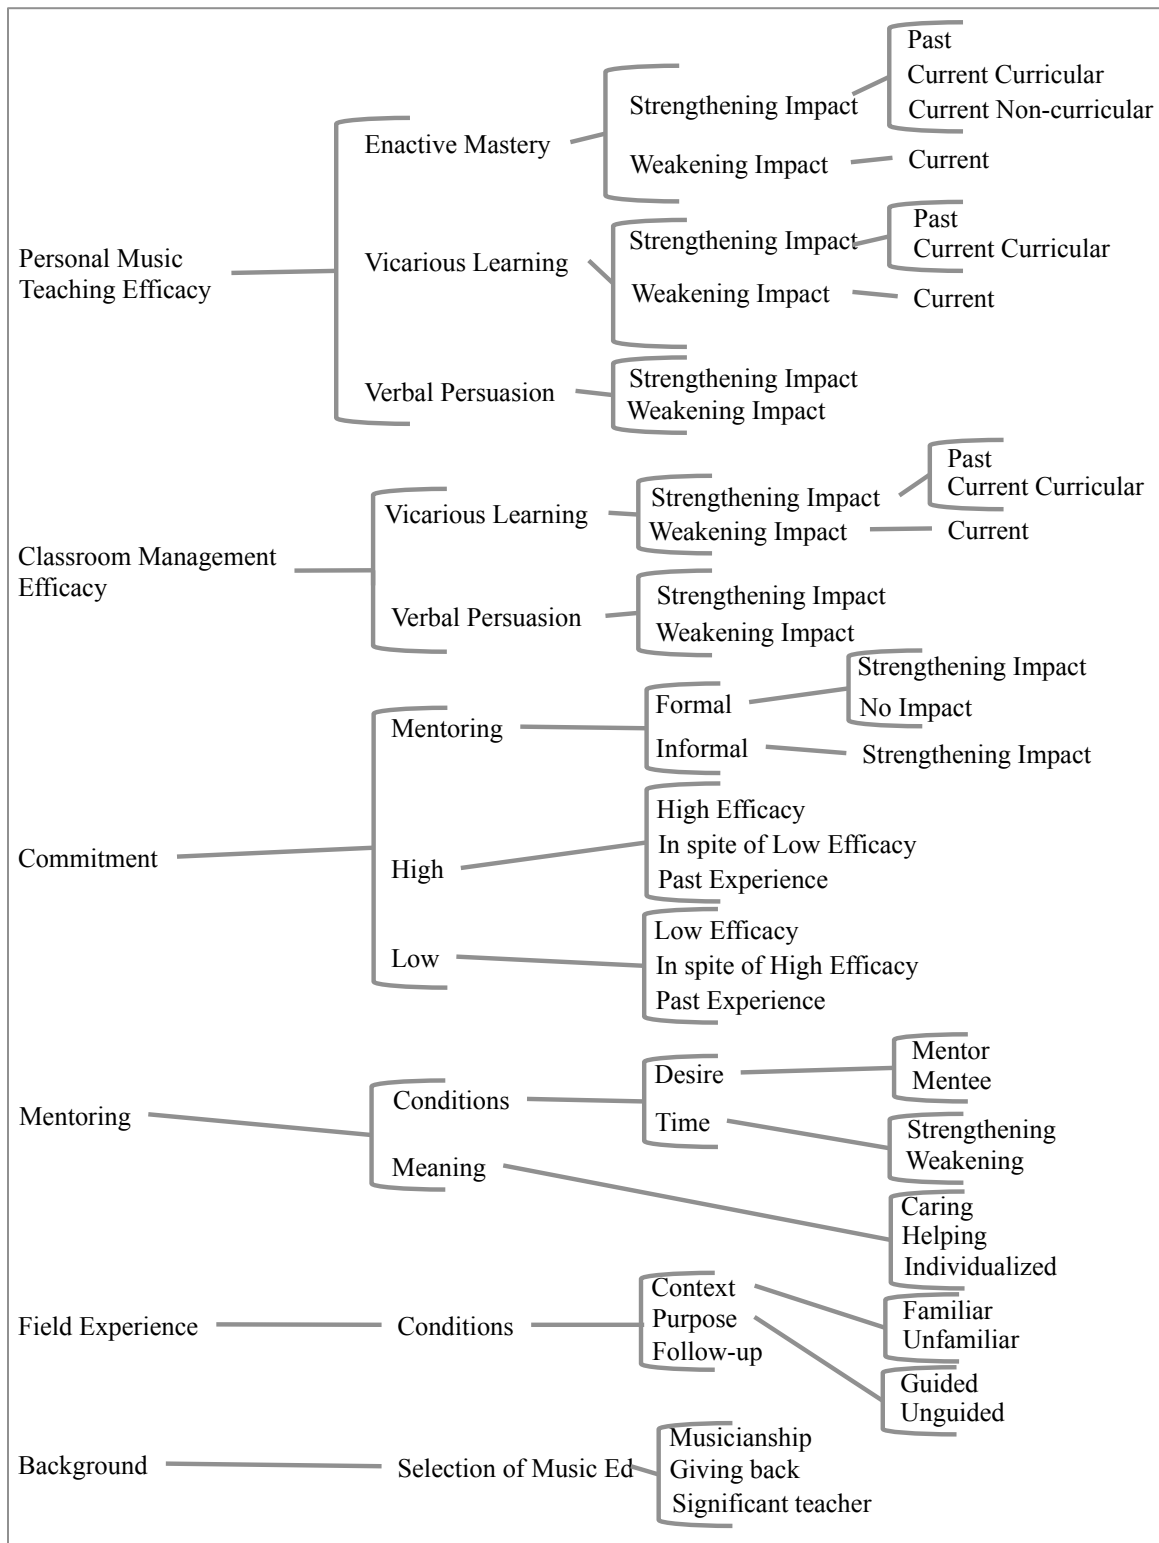 Past
Current Curricular
Strengthening Impact
Current Non-curricular
Enactive Mastery
Weakening Impact
Current
Past
Strengthening Impact
Current Curricular
Personal Music
Teaching Efficacy
Vicarious Learning
Weakening Impact
Current
Strengthening Impact
Verbal Persuasion
Weakening Impact
Past
Current Curricular
Strengthening Impact
Vicarious Learning
Weakening Impact
Current
Classroom Management
Efficacy
Strengthening Impact
Verbal Persuasion
Weakening Impact
Strengthening Impact
Formal
No Impact
Mentoring
Informal
Strengthening Impact
High Efficacy
In spite of Low Efficacy
Commitment
High
Past Experience
Low Efficacy
Low
In spite of High Efficacy
Past Experience
Mentor
Desire
Mentee
Conditions
Mentoring
Time
Strengthening
Weakening
Meaning
Caring
Helping
Individualized
Context
Familiar
Field Experience
Conditions
Purpose
Unfamiliar
Follow-up
Guided
Unguided
Musicianship
Background
Selection of Music Ed
Giving back
Significant teacher